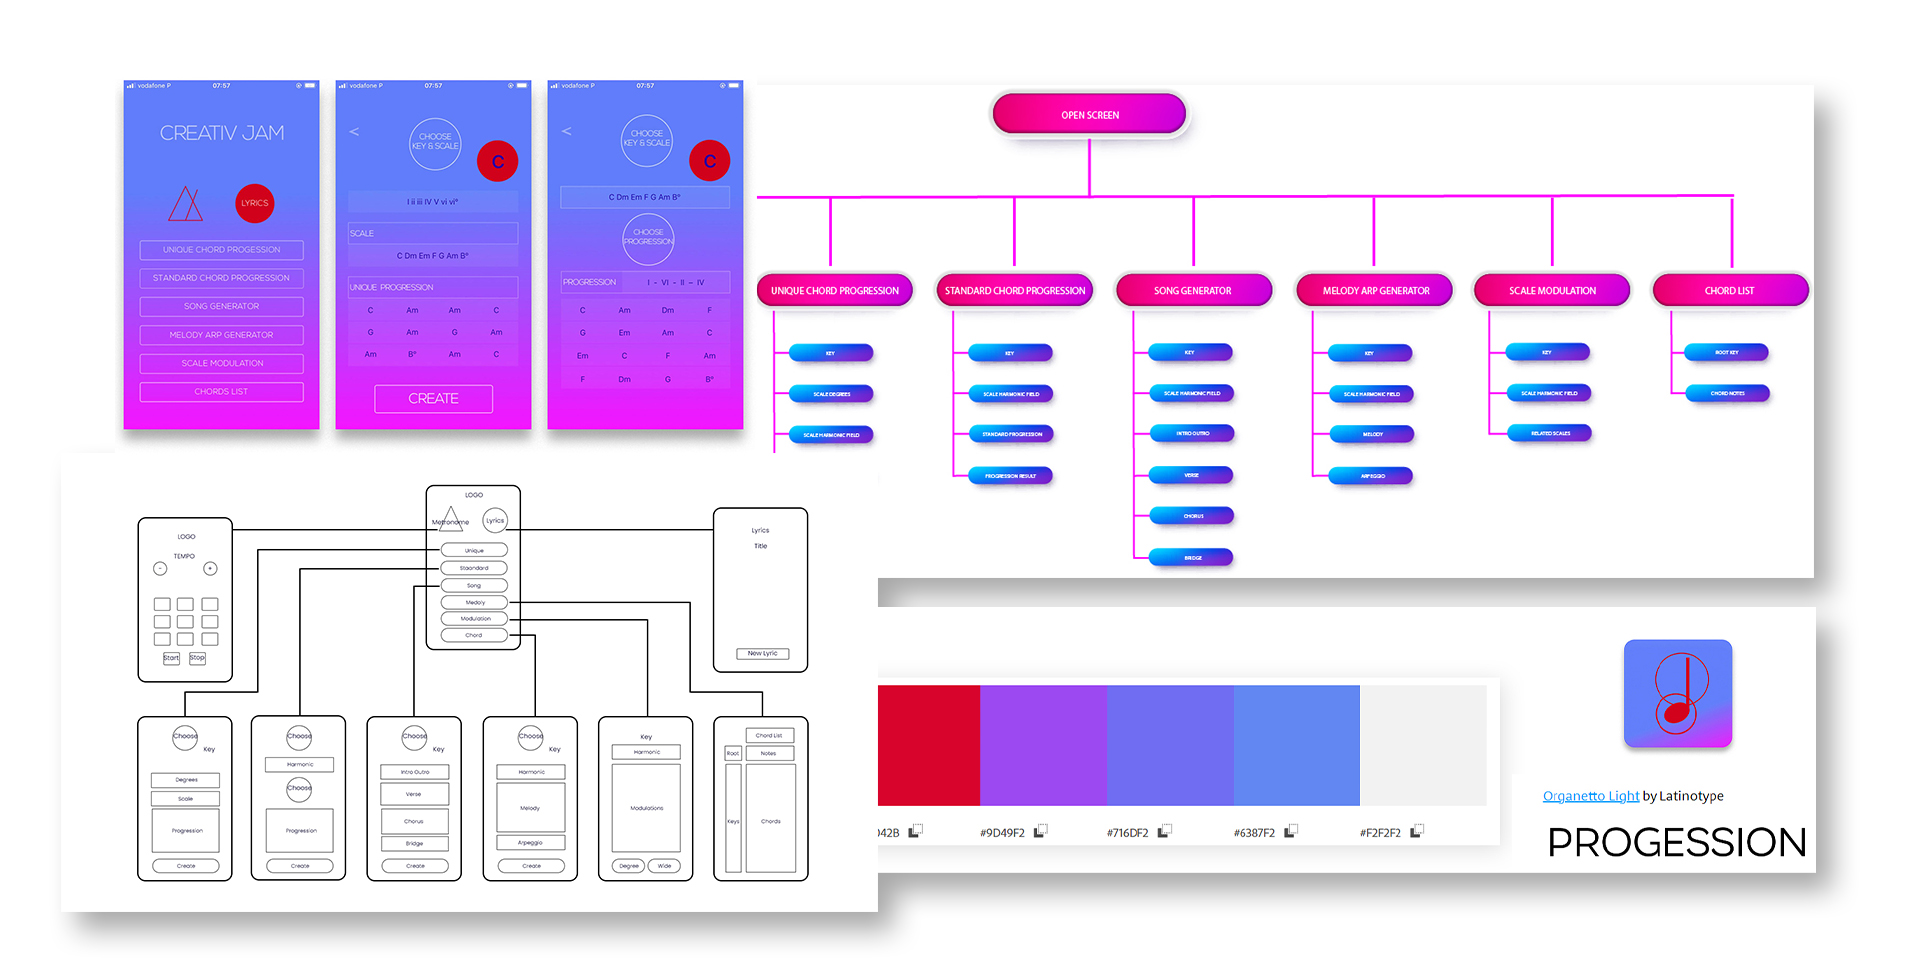 vodafone P 07:57
CREATIV JAM
LYRICS
UNIQUE CHORD PROGESSION
STANDARD CHORD PROGRESSION
SONG GENERATOR
MELODY ARP GENERATOR
SCALE MODULATION
CHORDS LIST
vodafone P 07:57
<
CHOOSE
KEY & SCALE
C
I ii iii IV V vi vi°
SCALE
C Dm Em F G Am B°
UNIQUE PROGRESSION
C Am Am C
G Am G Am
Am B° Am C
CREATE
vodafone P 07:57
<
CHOOSE
KEY & SCALE
C
C Dm Em F G Am B°
CHOOSE
PROGRESSION
PROGRESSION I - VI - II - IV
C Am Dm F
G Em Am C
Em C F Am
F Dm G B°
OPEN SCREEN
UNIQUE CHORD PROGRESSION
KEY
SCALE DEGREES
SCALE HARMONIC FIELD
STANDARD CHORD PROGRESSION
KEY
SCALE HARMONIC FIELD
STANDARD PROGRESSION
PROGRESSION RESULT
SONG GENERATOR
KEY
SCALE HARMONIC FIELD
INTRO OUTRO
VERSE
CHORUS
BRIDGE
MELODY ARP GENERATOR
KEY
SCALE HARMONIC FIELD
MELODY
ARPEGGIO
SCALE MODULATION
KEY
SCALE HARMONIC FIELD
RELATED SCALES
CHORD LIST
ROOT KEY
CHORD NOTES
LOGO
TEMPO
- +
Start Stop
LOGO
Metronome Lyrics
Unique
Staandard
Song
Medoly
Modulation
Chord
Lyrics
Title
New Lyric
Choose
Key
Degrees
Scale
Progression
Create
Choose
Harmonic
Choose
Progression
Create
Choose
Key
Intro Outro
Verse
Chorus
Bridge
Create
Choose
Key
Harmonic
Melody
Arpeggio
Create
Key
Harmonic
Modulations
Degree Wide
Chord List
Root Notes
Keys Chords
042B #9D49F2 #716DF2 #6387F2 #F2F2F2
Organetto Light by Latinotype
PROGESSION